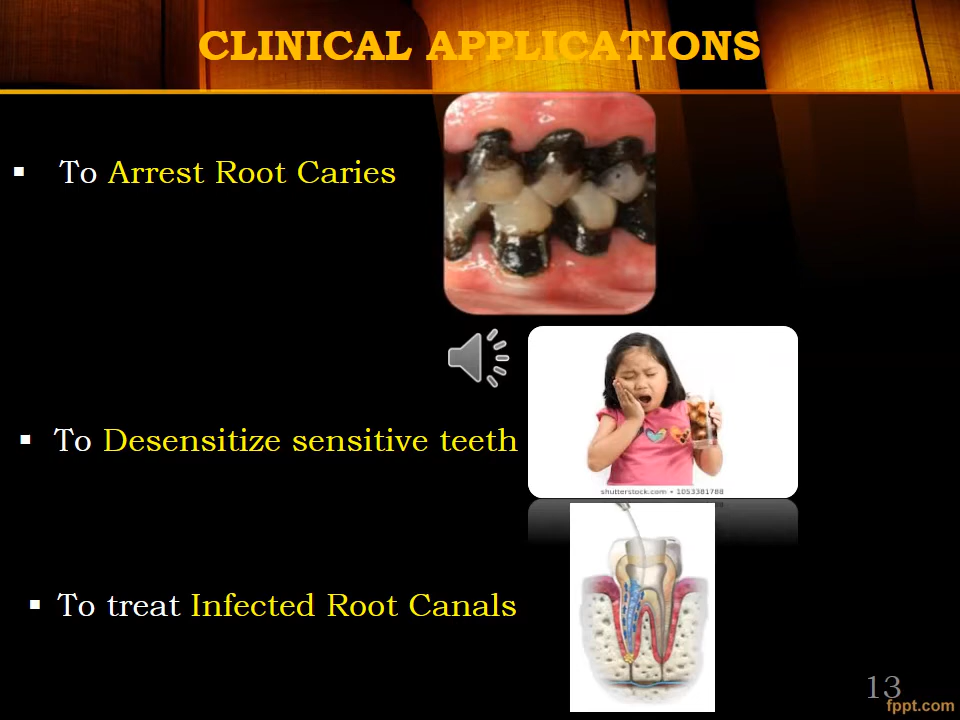 CLINICAL APPLICATIONS
▪ To Arrest Root Caries
▪ To Desensitize sensitive teeth
shutterstock.com • 1053381788
▪ To treat Infected Root Canals
13
fppt.com